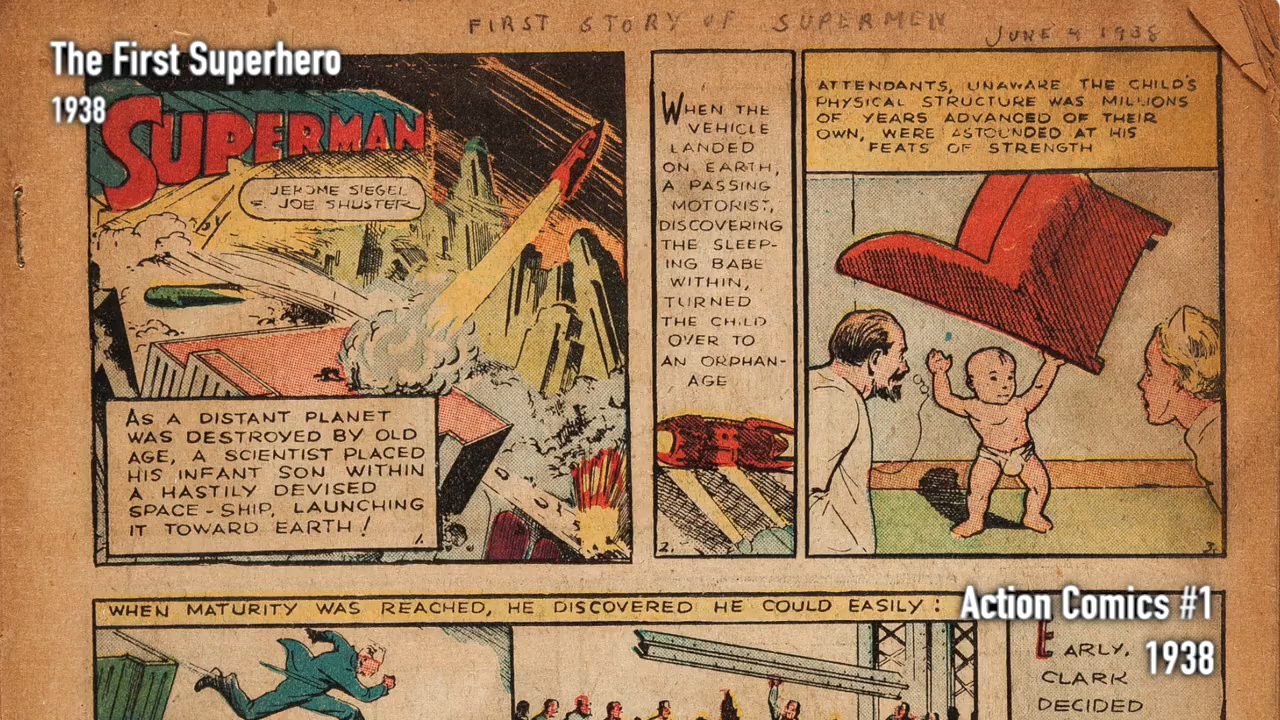 FIRST STORY OF SUPERMEN
JUNE 4 1938
The First Superhero
1938
SUPERMAN
BY
JEROME SIEGEL
& JOE SHUSTER
AS A DISTANT PLANET
WAS DESTROYED BY OLD
AGE, A SCIENTIST PLACED
HIS INFANT SON WITHIN
A HASTILY DEVISED
SPACE-SHIP, LAUNCHING
IT TOWARD EARTH!
1.
WHEN THE
VEHICLE
LANDED
ON EARTH,
A PASSING
MOTORIST,
DISCOVERING
THE SLEEP-
ING BABE
WITHIN,
TURNED
THE CHILD
OVER TO
AN ORPHAN-
AGE
2.
ATTENDANTS, UNAWARE THE CHILD'S
PHYSICAL STRUCTURE WAS MILLIONS
OF YEARS ADVANCED OF THEIR
OWN, WERE ASTOUNDED AT HIS
FEATS OF STRENGTH
3.
WHEN MATURITY WAS REACHED, HE DISCOVERED HE COULD EASILY:
EARLY,
CLARK
DECIDED
Action Comics #1
1938